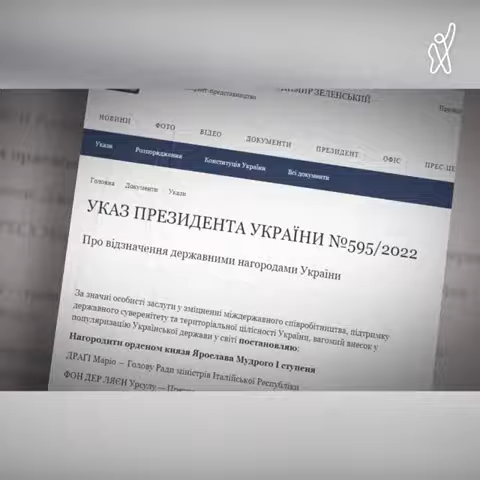 ЗЕЛЕНСЬКИЙ
НОВИНИ ФОТО ВІДЕО ДОКУМЕНТИ ПРЕЗИДЕНТ ОФІС ПРЕС-ЦЕ
Укази Розпорядження Конституція України Всі документи
Головна Документи Укази
УКАЗ ПРЕЗИДЕНТА УКРАЇНИ №595/2022
Про відзначення державними нагородами України
За значні особисті заслуги у зміцненні міждержавного співробітництва, підтримку
державного суверенітету та територіальної цілісності України, вагомий внесок у
популяризацію Української держави у світі постановляю:
Нагородити орденом князя Ярослава Мудрого I ступеня
ДРАҐІ Маріо — Голову Ради міністрів Італійської Республіки
ФОН ДЕР ЛЯЄН Урсулу —